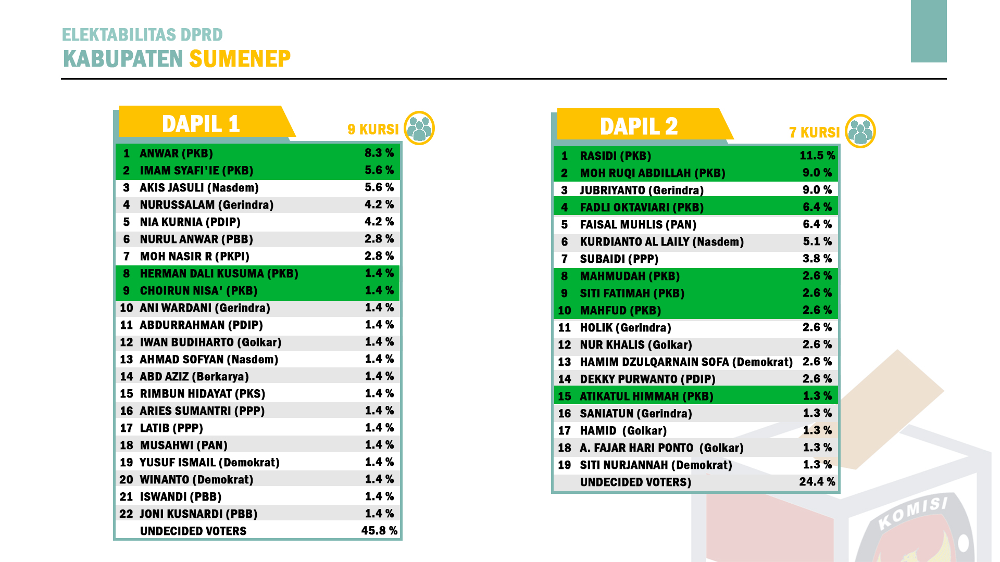 ELEKTABILITAS DPRD
KABUPATEN SUMENEP
DAPIL 1
9 KURSI
1 ANWAR (PKB) 8.3 %
2 IMAM SYAFI'IE (PKB) 5.6 %
3 AKIS JASULI (Nasdem) 5.6 %
4 NURUSSALAM (Gerindra) 4.2 %
5 NIA KURNIA (PDIP) 4.2 %
6 NURUL ANWAR (PBB) 2.8 %
7 MOH NASIR R (PKPI) 2.8 %
8 HERMAN DALI KUSUMA (PKB) 1.4 %
9 CHOIRUN NISA' (PKB) 1.4 %
10 ANI WARDANI (Gerindra) 1.4 %
11 ABDURRAHMAN (PDIP) 1.4 %
12 IWAN BUDIHARTO (Golkar) 1.4 %
13 AHMAD SOFYAN (Nasdem) 1.4 %
14 ABD AZIZ (Berkarya) 1.4 %
15 RIMBUN HIDAYAT (PKS) 1.4 %
16 ARIES SUMANTRI (PPP) 1.4 %
17 LATIB (PPP) 1.4 %
18 MUSAHWI (PAN) 1.4 %
19 YUSUF ISMAIL (Demokrat) 1.4 %
20 WINANTO (Demokrat) 1.4 %
21 ISWANDI (PBB) 1.4 %
22 JONI KUSNARDI (PBB) 1.4 %
UNDECIDED VOTERS 45.8 %
DAPIL 2
7 KURSI
1 RASIDI (PKB) 11.5 %
2 MOH RUQI ABDILLAH (PKB) 9.0 %
3 JUBRIYANTO (Gerindra) 9.0 %
4 FADLI OKTAVIARI (PKB) 6.4 %
5 FAISAL MUHLIS (PAN) 6.4 %
6 KURDIANTO AL LAILY (Nasdem) 5.1 %
7 SUBAIDI (PPP) 3.8 %
8 MAHMUDAH (PKB) 2.6 %
9 SITI FATIMAH (PKB) 2.6 %
10 MAHFUD (PKB) 2.6 %
11 HOLIK (Gerindra) 2.6 %
12 NUR KHALIS (Golkar) 2.6 %
13 HAMIM DZULQARNAIN SOFA (Demokrat) 2.6 %
14 DEKKY PURWANTO (PDIP) 2.6 %
15 ATIKATUL HIMMAH (PKB) 1.3 %
16 SANIATUN (Gerindra) 1.3 %
17 HAMID (Golkar) 1.3 %
18 A. FAJAR HARI PONTO (Golkar) 1.3 %
19 SITI NURJANNAH (Demokrat) 1.3 %
UNDECIDED VOTERS) 24.4 %
KOMISI